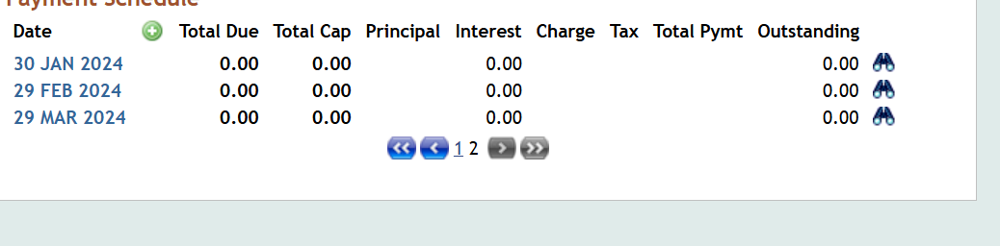 Payment Schedule
Date Total Due Total Cap Principal Interest Charge Tax Total Pymt Outstanding
30 JAN 2024 0.00 0.00 0.00 0.00
29 FEB 2024 0.00 0.00 0.00 0.00
29 MAR 2024 0.00 0.00 0.00 0.00
1 2